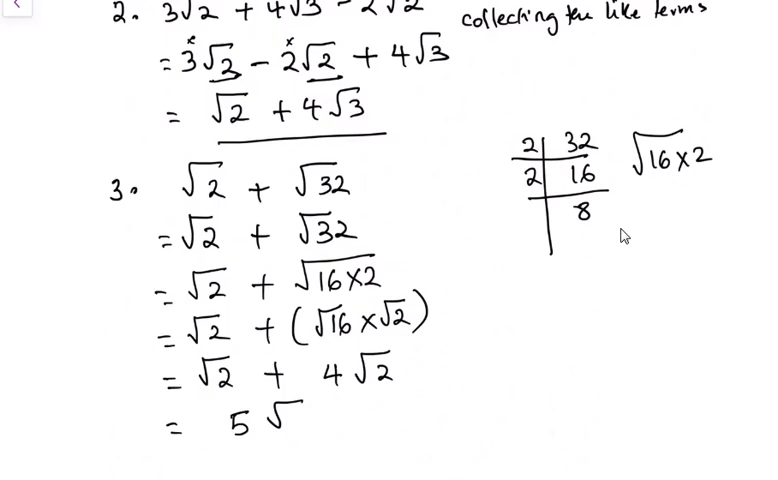 2. 3√2 + 4√3 - 2√2
collecting the like terms
= 3√2 - 2√2 + 4√3
= √2 + 4√3
3. √2 + √32
= √2 + √32
= √2 + √16×2
= √2 + (√16 × √2)
= √2 + 4√2
= 5√
2 | 32
2 | 16
8
√16×2